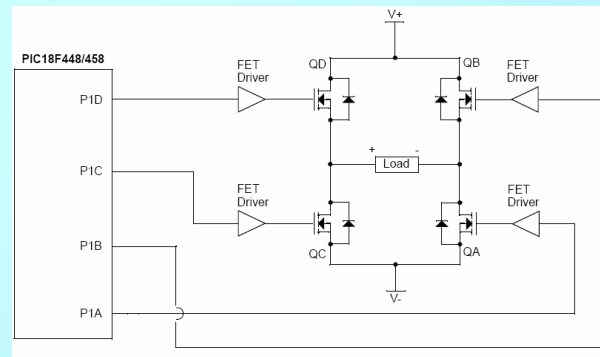 V+
PIC18F448/458
FET
Driver
QD
QB
FET
Driver
P1D
+
-
Load
P1C
FET
Driver
FET
Driver
P1B
QC
QA
V-
P1A